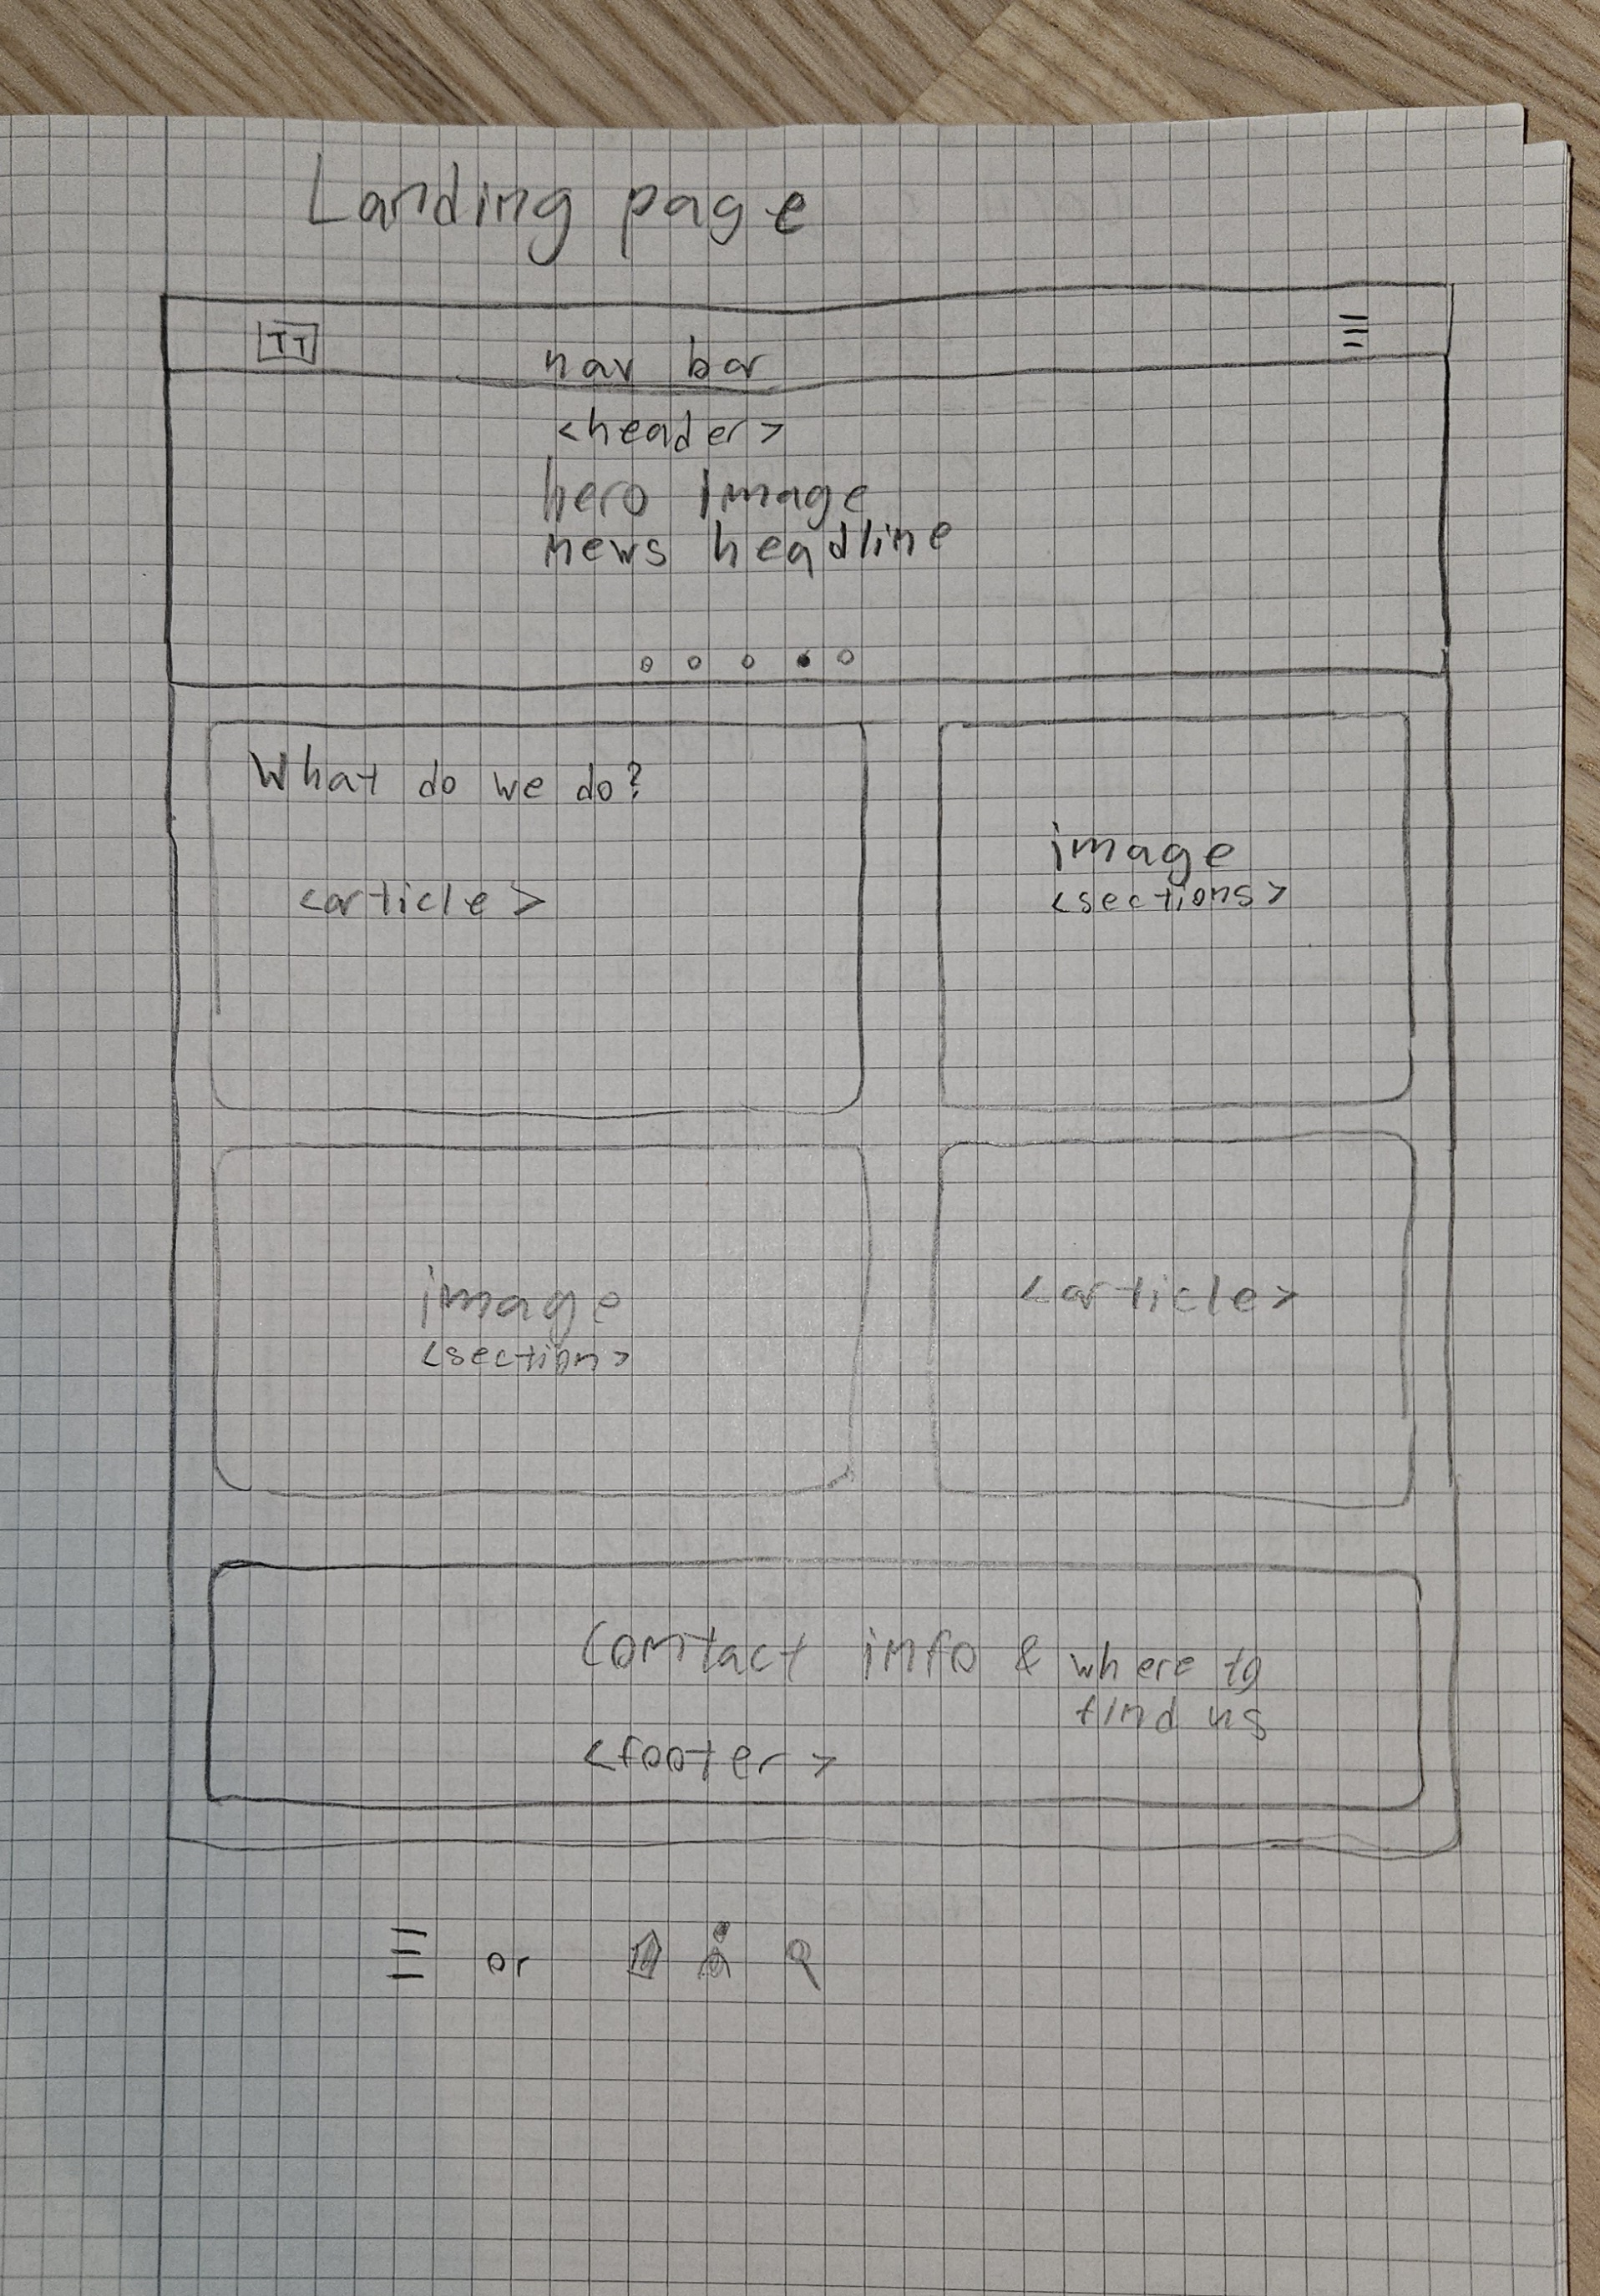 Landing page
TT
nav bar
<header>
hero image
news headline
What do we do?
<article>
image
<sections>
image
<section>
<article>
Contact info & where to
find us
<footer>
or